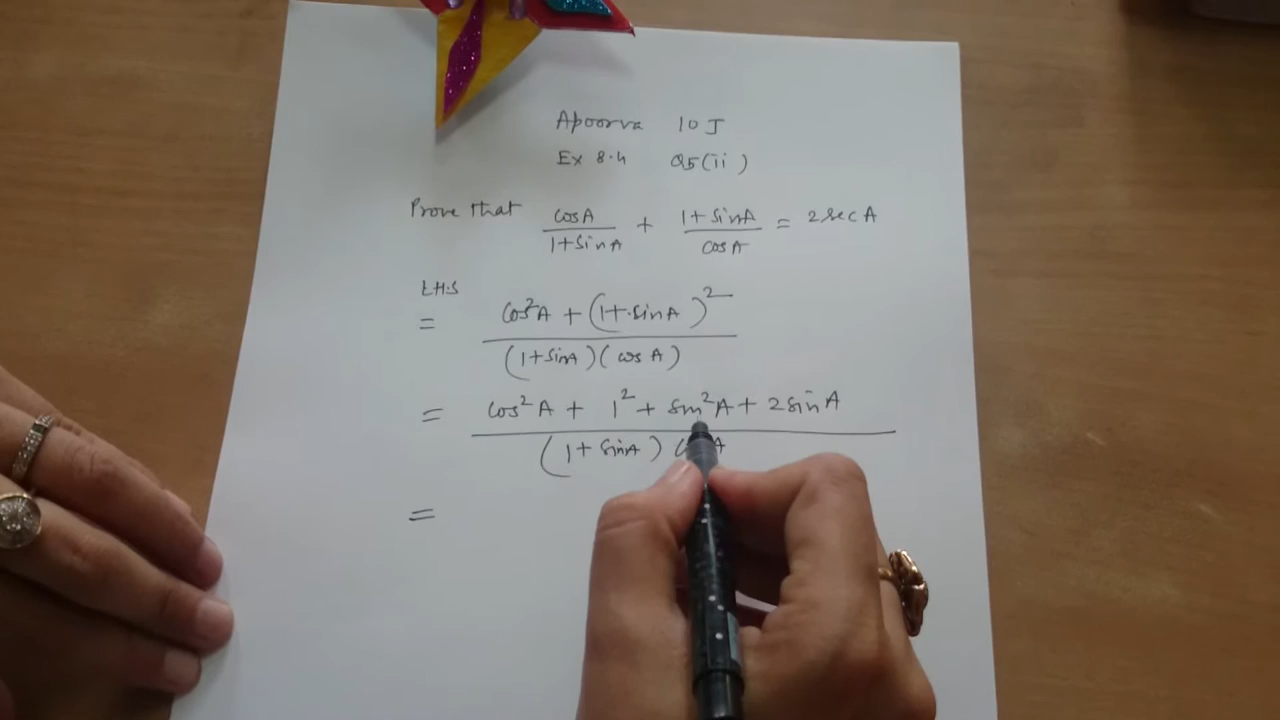 Apoorva 10 J
Ex 8.4 Q5(ii)
Prove that cosA/1+sinA + 1+sinA/cosA = 2secA
LHS
= cos²A + (1+sinA)²/(1+sinA)(cosA)
= cos²A + 1² + sin²A + 2sinA/(1+sinA)
=